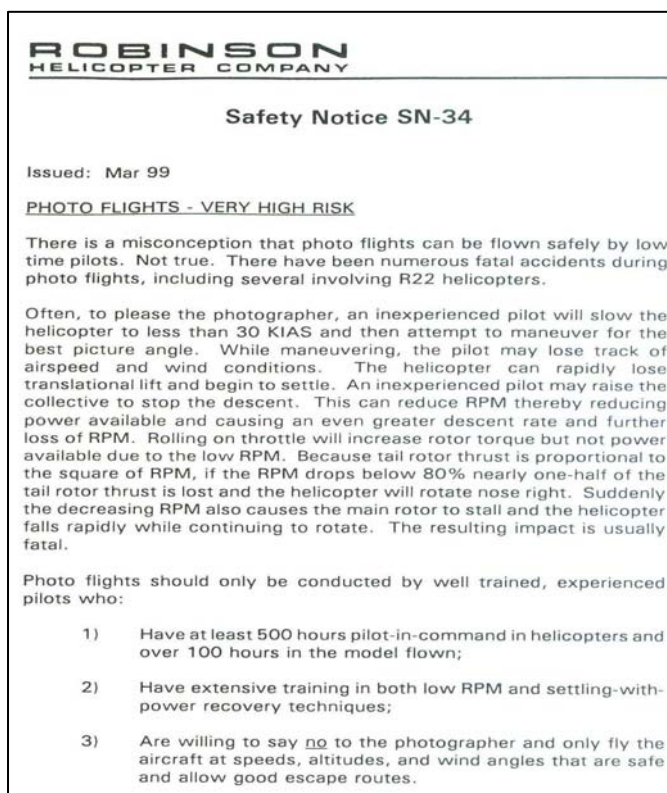 ROBINSON
HELICOPTER COMPANY
Safety Notice SN-34
Issued: Mar 99
PHOTO FLIGHTS - VERY HIGH RISK
There is a misconception that photo flights can be flown safely by low
time pilots. Not true. There have been numerous fatal accidents during
photo flights, including several involving R22 helicopters.
Often, to please the photographer, an inexperienced pilot will slow the
helicopter to less than 30 KIAS and then attempt to maneuver for the
best picture angle. While maneuvering, the pilot may lose track of
airspeed and wind conditions. The helicopter can rapidly lose
translational lift and begin to settle. An inexperienced pilot may raise the
collective to stop the descent. This can reduce RPM thereby reducing
power available and causing an even greater descent rate and further
loss of RPM. Rolling on throttle will increase rotor torque but not power
available due to the low RPM. Because tail rotor thrust is proportional to
the square of RPM, if the RPM drops below 80% nearly one-half of the
tail rotor thrust is lost and the helicopter will rotate nose right. Suddenly
the decreasing RPM also causes the main rotor to stall and the helicopter
falls rapidly while continuing to rotate. The resulting impact is usually
fatal.
Photo flights should only be conducted by well trained, experienced
pilots who:
1) Have at least 500 hours pilot-in-command in helicopters and
over 100 hours in the model flown;
2) Have extensive training in both low RPM and settling-with-
power recovery techniques;
3) Are willing to say no to the photographer and only fly the
aircraft at speeds, altitudes, and wind angles that are safe
and allow good escape routes.